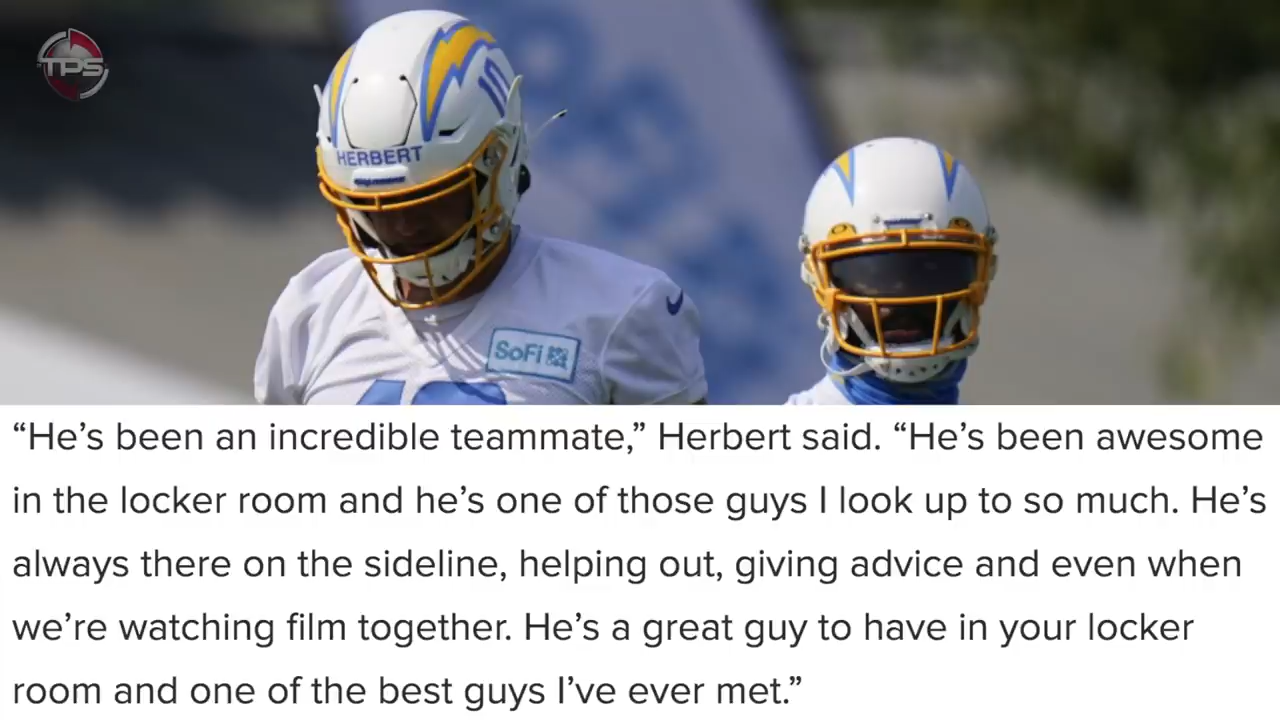 TPS
10
HERBERT
SoFi
“He’s been an incredible teammate,” Herbert said. “He’s been awesome
in the locker room and he’s one of those guys I look up to so much. He’s
always there on the sideline, helping out, giving advice and even when
we’re watching film together. He’s a great guy to have in your locker
room and one of the best guys I’ve ever met.”